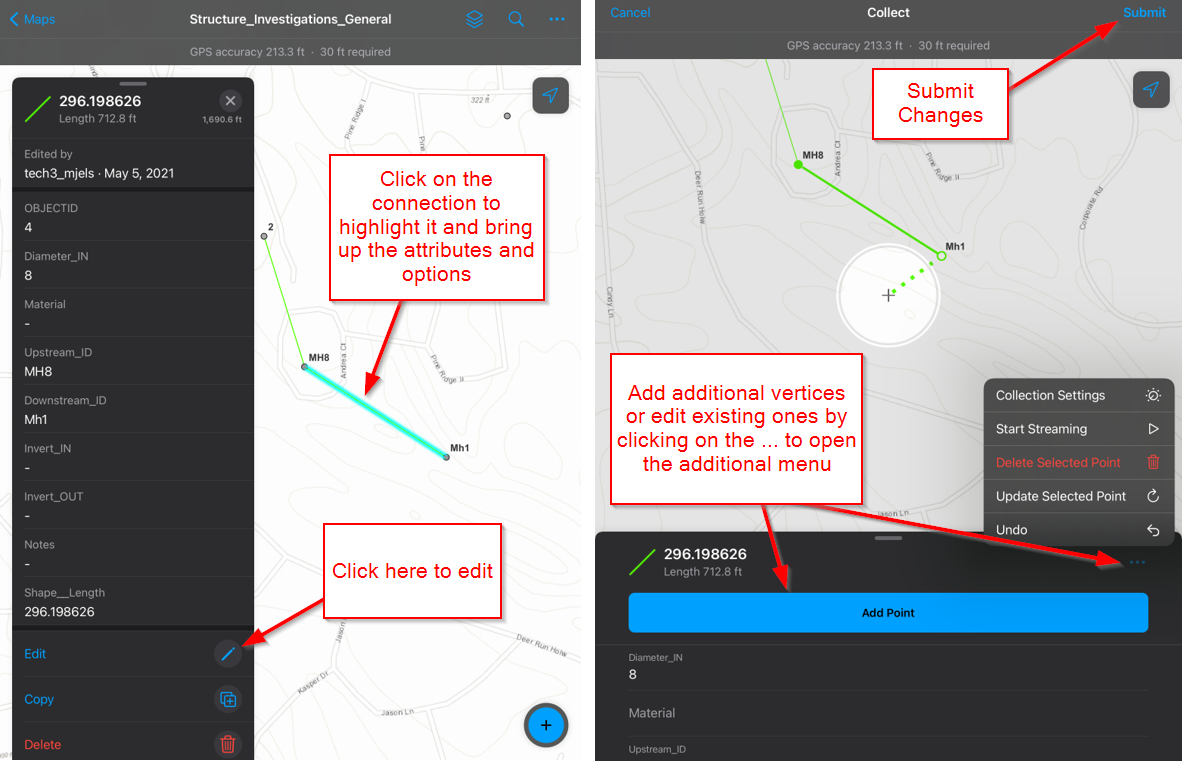 Maps
Structure_Investigations_General
GPS accuracy 213.3 ft · 30 ft required
296.198626
Length 712.8 ft
1,690.6 ft
Edited by
tech3_mjels · May 5, 2021
OBJECTID
4
Diameter_IN
8
Material
-
Upstream_ID
MH8
Downstream_ID
Mh1
Invert_IN
-
Invert_OUT
-
Notes
-
Shape__Length
296.198626
Edit
Copy
Delete
322 ft
Pine Ridge I
Pine
Click on the
connection to
highlight it and bring
up the attributes and
options
2
MH8
Andrea Ct
Pine Ridge II
Mh1
Click here to edit
Jason
Deer Run Holw
Kasper Dr
Jason Ln
Cancel
Collect
Submit
GPS accuracy 213.3 ft · 30 ft required
Submit
Changes
MH8
Andrea Ct
Pine Ridge II
Deer Run Holw
Corporate Rd
Mh1
Cindy Ln
Add additional vertices
or edit existing ones by
clicking on the ... to open
the additional menu
Collection Settings
Start Streaming
Delete Selected Point
Update Selected Point
Undo
Jason Ln
296.198626
Length 712.8 ft
Add Point
Diameter_IN
8
Material
Upstream_ID